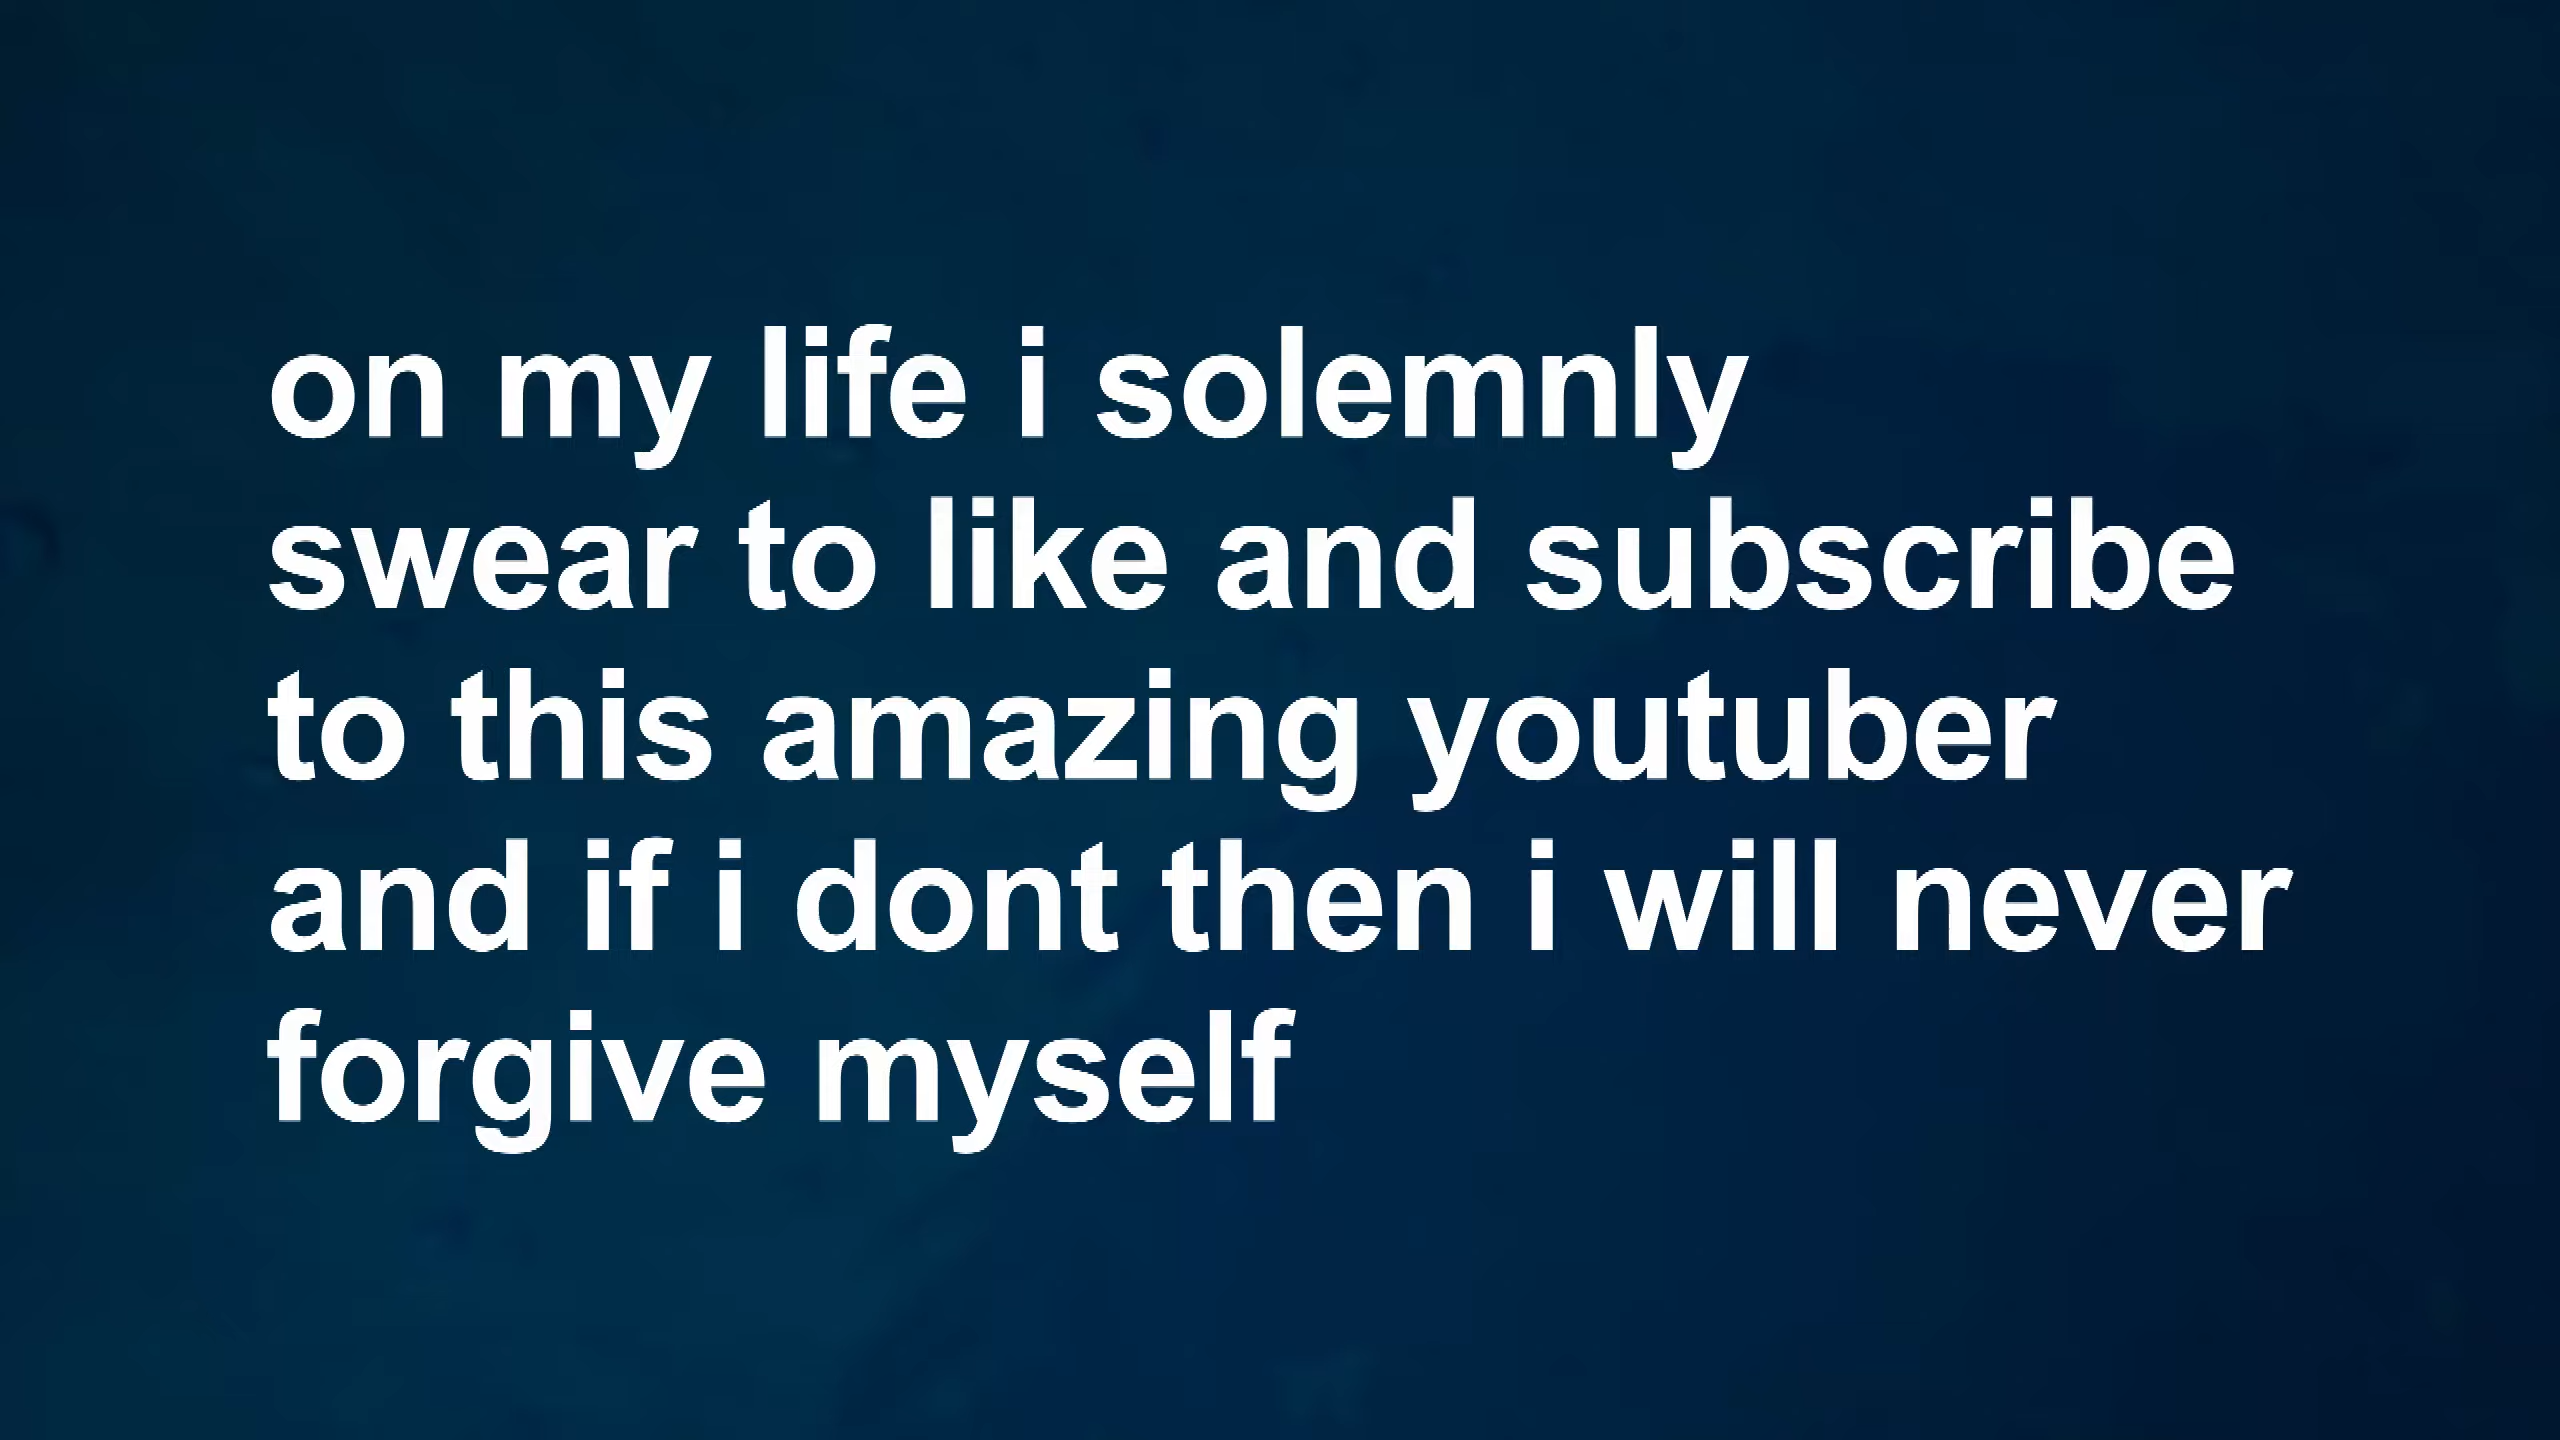 on my life i solemnly
swear to like and subscribe
to this amazing youtuber
and if i dont then i will never
forgive myself